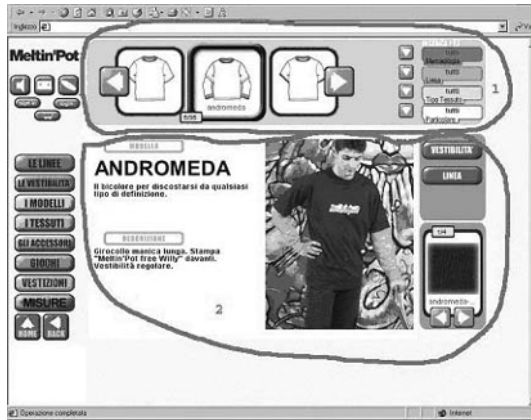 Indirizzo
Meltin'Pot
andromeda
5/35
tutti
Merceologia
tutti
Linea
tutti
Tipo Tessuto
tutti
Particolare
1
MODELLO
ANDROMEDA
Il bicolore per discostarsi da qualsiasi
tipo di definizione.
DESCRIZIONE
Girocollo manica lunga. Stampa
"Meltin'Pot free Willy" davanti.
Vestibilità regolare.
2
LE LINEE
LE VESTIBILITA'
I MODELLI
I TESSUTI
GLI ACCESSORI
GIOCHI
VESTIZIONI
MISURE
HOME
BACK
VESTIBILITA'
LINEA
1/4
andromeda-..
Operazione completata
Internet